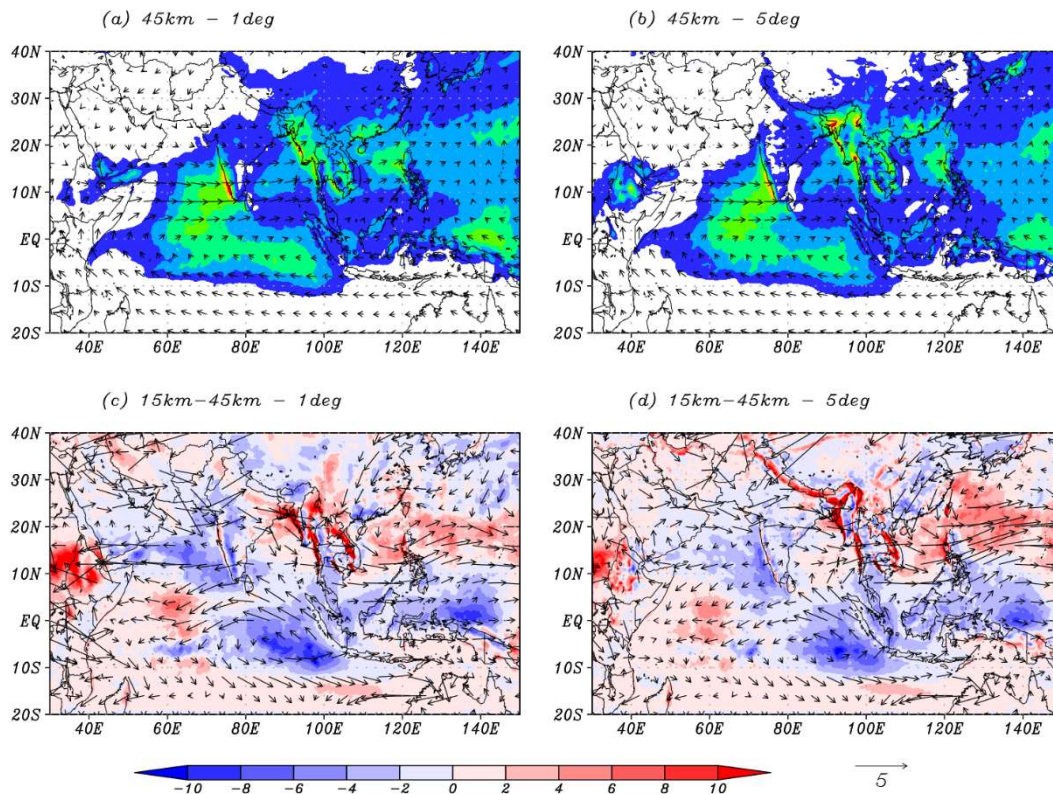 (a) 45km - 1deg
(b) 45km - 5deg
40N
30N
20N
10N
EQ
10S
20S
40E 60E 80E 100E 120E 140E
40N
30N
20N
10N
EQ
10S
20S
40E 60E 80E 100E 120E 140E
(c) 15km-45km - 1deg
(d) 15km-45km - 5deg
40N
30N
20N
10N
EQ
10S
20S
40E 60E 80E 100E 120E 140E
40N
30N
20N
10N
EQ
10S
20S
40E 60E 80E 100E 120E 140E
-10 -8 -6 -4 -2 0 2 4 6 8 10
5